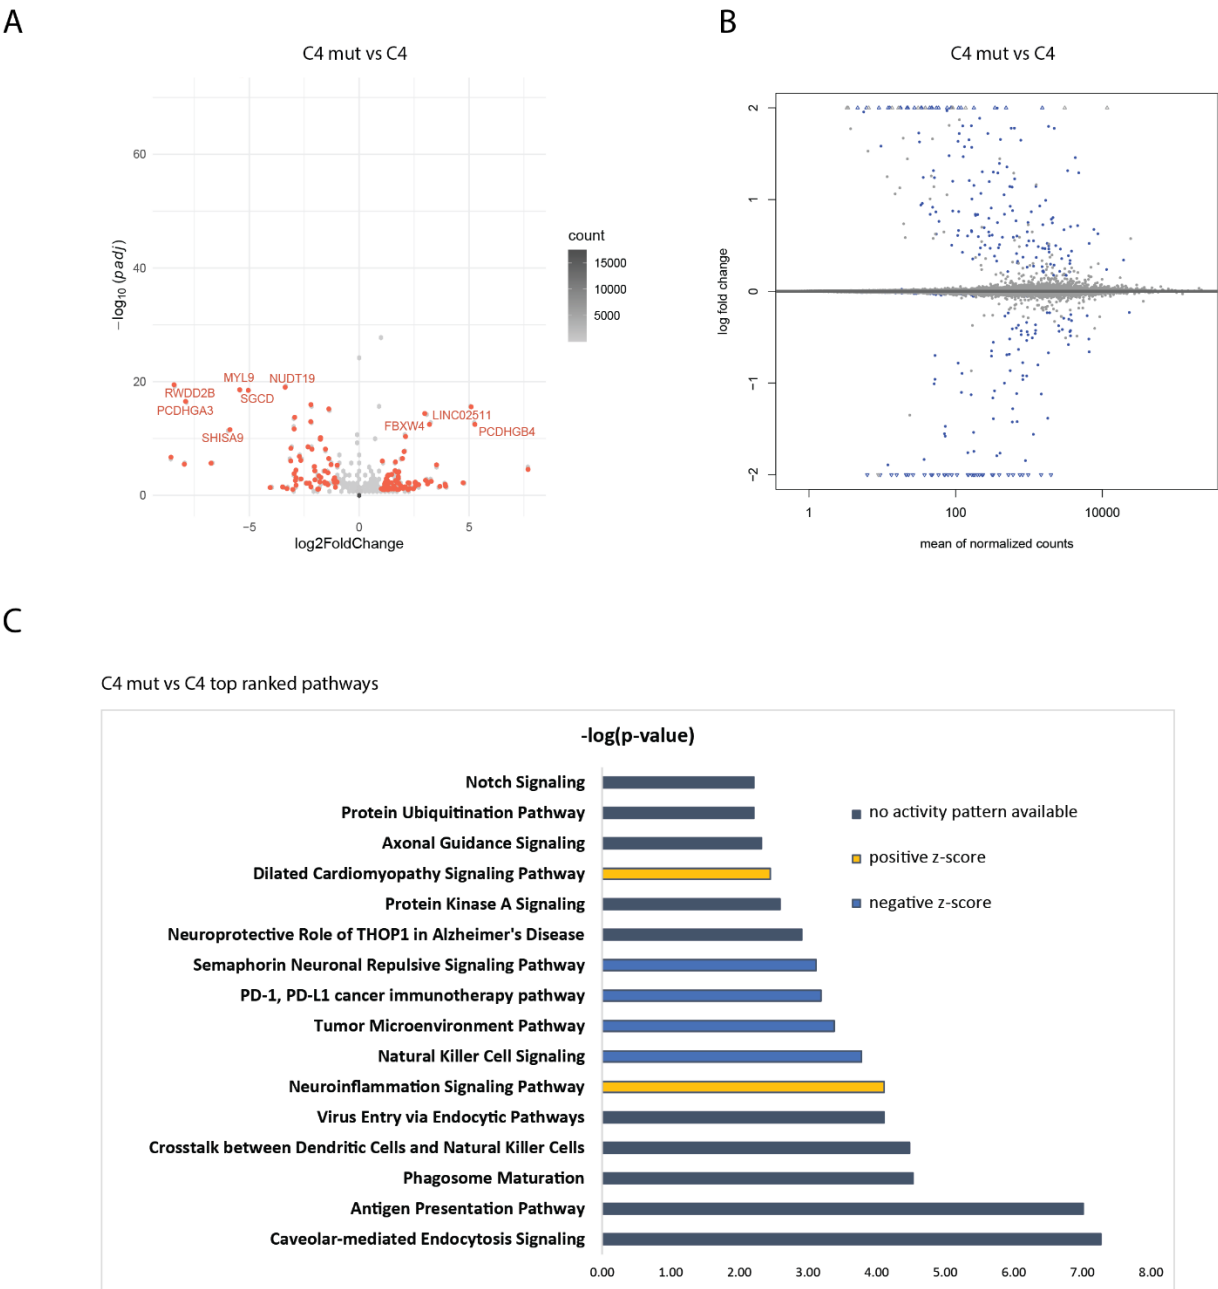 A
C4 mut vs C4
60
40
20
0
−log10 (padj)
−5
0
5
log2FoldChange
count
15000
10000
5000
MYL9
NUDT19
RWDD2B
SGCD
PCDHGA3
SHISA9
LINC02511
FBXW4
PCDHGB4
B
C4 mut vs C4
2
1
0
−1
−2
log fold change
1
100
10000
mean of normalized counts
C
C4 mut vs C4 top ranked pathways
-log(p-value)
Notch Signaling
Protein Ubiquitination Pathway
Axonal Guidance Signaling
Dilated Cardiomyopathy Signaling Pathway
Protein Kinase A Signaling
Neuroprotective Role of THOP1 in Alzheimer's Disease
Semaphorin Neuronal Repulsive Signaling Pathway
PD-1, PD-L1 cancer immunotherapy pathway
Tumor Microenvironment Pathway
Natural Killer Cell Signaling
Neuroinflammation Signaling Pathway
Virus Entry via Endocytic Pathways
Crosstalk between Dendritic Cells and Natural Killer Cells
Phagosome Maturation
Antigen Presentation Pathway
Caveolar-mediated Endocytosis Signaling
no activity pattern available
positive z-score
negative z-score
0.00 1.00 2.00 3.00 4.00 5.00 6.00 7.00 8.00